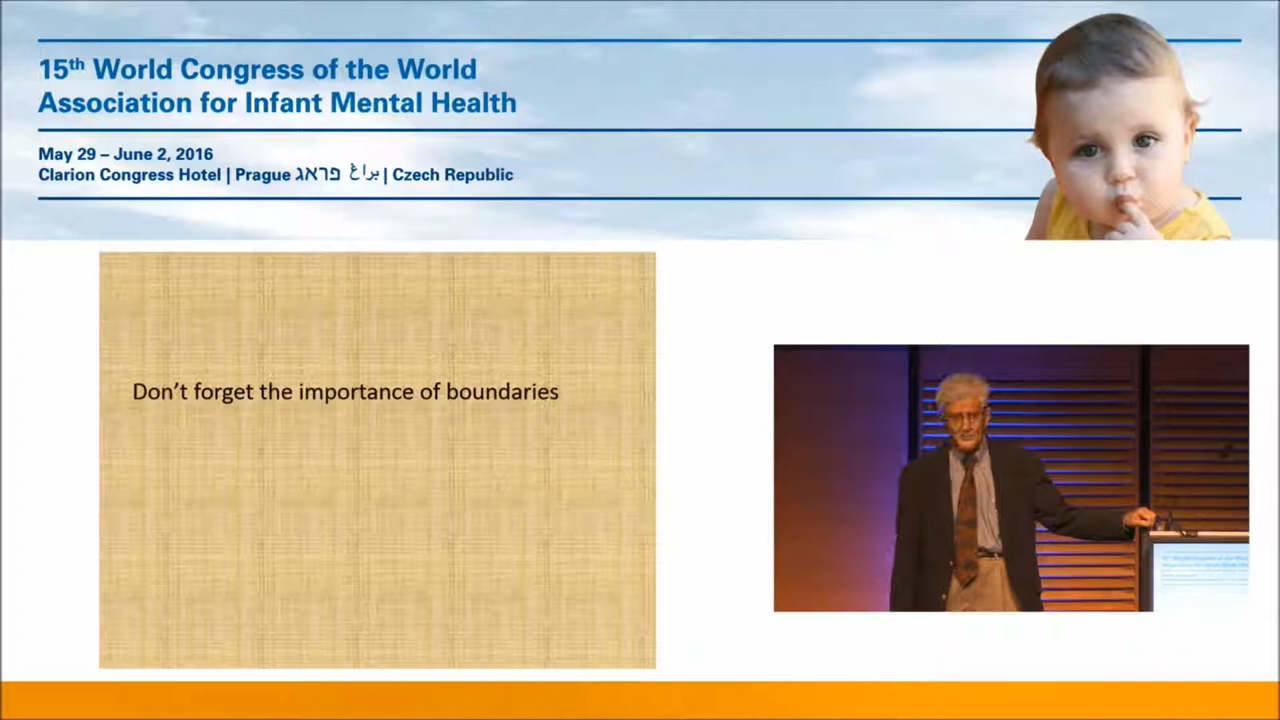 15th World Congress of the World
Association for Infant Mental Health
May 29 – June 2, 2016
Clarion Congress Hotel | Prague פראג براغ | Czech Republic
Don’t forget the importance of boundaries